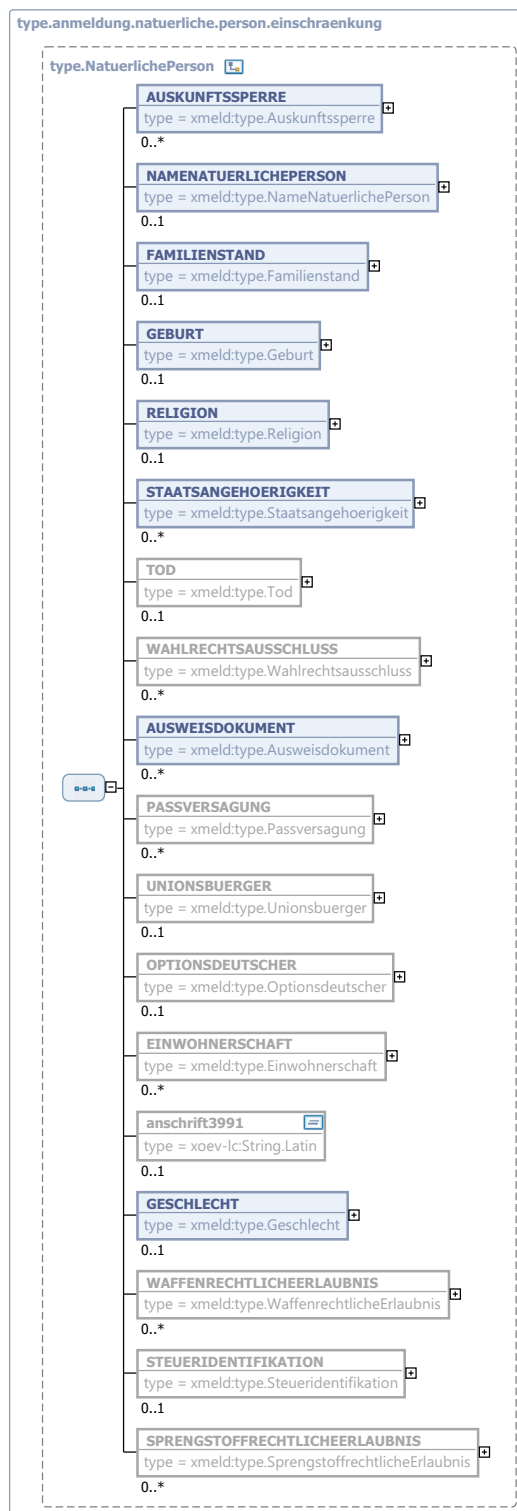 type.anmeldung.natuerliche.person.einschraenkung
type.NatuerlichePerson
AUSKUNFTSSPERRE
type = xmeld:type.Auskunftssperre
0..*
NAMENATUERLICHEPERSON
type = xmeld:type.NameNatuerlichePerson
0..1
FAMILIENSTAND
type = xmeld:type.Familienstand
0..1
GEBURT
type = xmeld:type.Geburt
0..1
RELIGION
type = xmeld:type.Religion
0..1
STAATSANGEHOERIGKEIT
type = xmeld:type.Staatsangehoerigkeit
0..*
TOD
type = xmeld:type.Tod
0..1
WAHLRECHTSAUSSCHLUSS
type = xmeld:type.Wahlrechtsausschluss
0..*
AUSWEISDOKUMENT
type = xmeld:type.Ausweisdokument
0..*
PASSVERSAGUNG
type = xmeld:type.Passversagung
0..*
UNIONSBUERGER
type = xmeld:type.Unionsbuerger
0..1
OPTIONSDEUTSCHER
type = xmeld:type.Optionsdeutscher
0..1
EINWOHNERSCHAFT
type = xmeld:type.Einwohnerschaft
0..*
anschrift3991
type = xoev-lc:String.Latin
0..1
GESCHLECHT
type = xmeld:type.Geschlecht
0..1
WAFFENRECHTLICHEERLAUBNIS
type = xmeld:type.WaffenrechtlicheErlaubnis
0..*
STEUERIDENTIFIKATION
type = xmeld:type.Steueridentifikation
0..1
SPRENGSTOFFRECHTLICHEERLAUBNIS
type = xmeld:type.SprengstoffrechtlicheErlaubnis
0..*